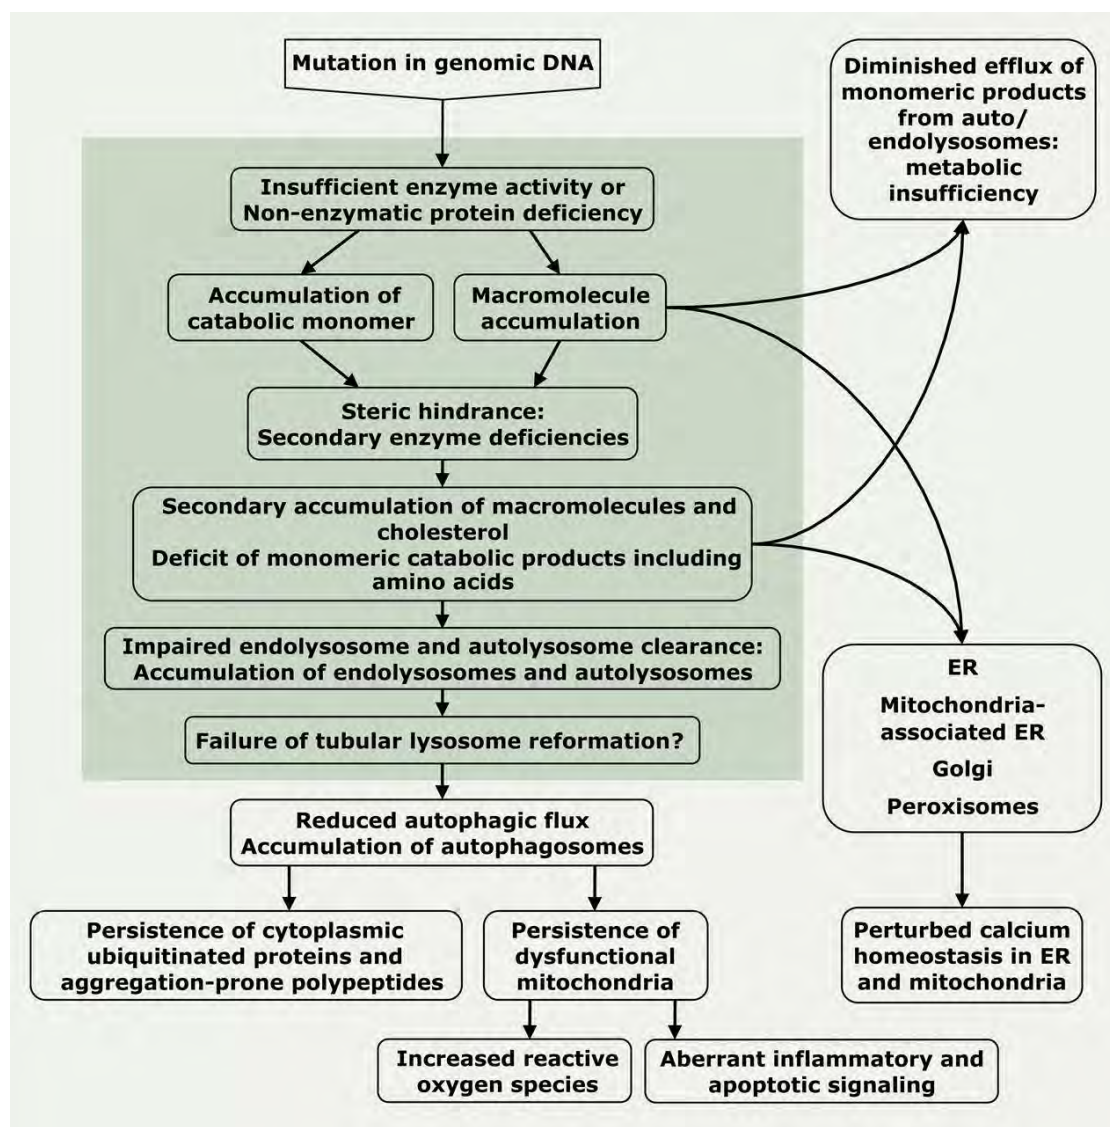 Mutation in genomic DNA
Diminished efflux of
monomeric products
from auto/
endolysosomes:
metabolic
insufficiency
Insufficient enzyme activity or
Non-enzymatic protein deficiency
Accumulation of
catabolic monomer
Macromolecule
accumulation
Steric hindrance:
Secondary enzyme deficiencies
Secondary accumulation of macromolecules and
cholesterol
Deficit of monomeric catabolic products including
amino acids
Impaired endolysosome and autolysosome clearance:
Accumulation of endolysosomes and autolysosomes
Failure of tubular lysosome reformation?
ER
Mitochondria-
associated ER
Golgi
Peroxisomes
Reduced autophagic flux
Accumulation of autophagosomes
Persistence of cytoplasmic
ubiquitinated proteins and
aggregation-prone polypeptides
Persistence of
dysfunctional
mitochondria
Perturbed calcium
homeostasis in ER
and mitochondria
Increased reactive
oxygen species
Aberrant inflammatory and
apoptotic signaling